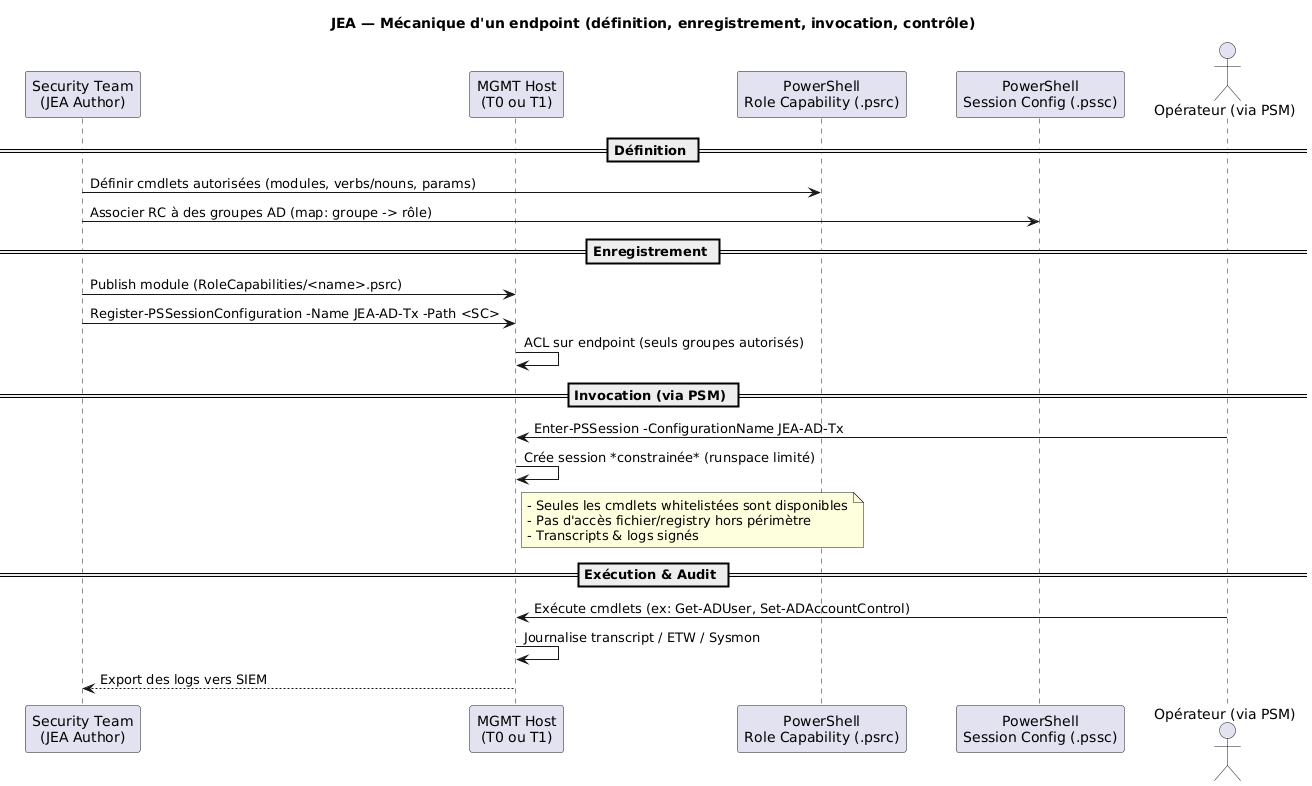 JEA — Mécanique d'un endpoint (définition, enregistrement, invocation, contrôle)
Security Team
(JEA Author)
MGMT Host
(T0 ou T1)
PowerShell
Role Capability (.psrc)
PowerShell
Session Config (.pssc)
Opérateur (via PSM)
Définition
Définir cmdlets autorisées (modules, verbs/nouns, params)
Associer RC à des groupes AD (map: groupe -> rôle)
Enregistrement
Publish module (RoleCapabilities/<name>.psrc)
Register-PSSessionConfiguration -Name JEA-AD-Tx -Path <SC>
ACL sur endpoint (seuls groupes autorisés)
Invocation (via PSM)
Enter-PSSession -ConfigurationName JEA-AD-Tx
Crée session *constrainée* (runspace limité)
- Seules les cmdlets whitelistées sont disponibles
- Pas d'accès fichier/registry hors périmètre
- Transcripts & logs signés
Exécution & Audit
Exécute cmdlets (ex: Get-ADUser, Set-ADAccountControl)
Journalise transcript / ETW / Sysmon
Export des logs vers SIEM
Security Team
(JEA Author)
MGMT Host
(T0 ou T1)
PowerShell
Role Capability (.psrc)
PowerShell
Session Config (.pssc)
Opérateur (via PSM)